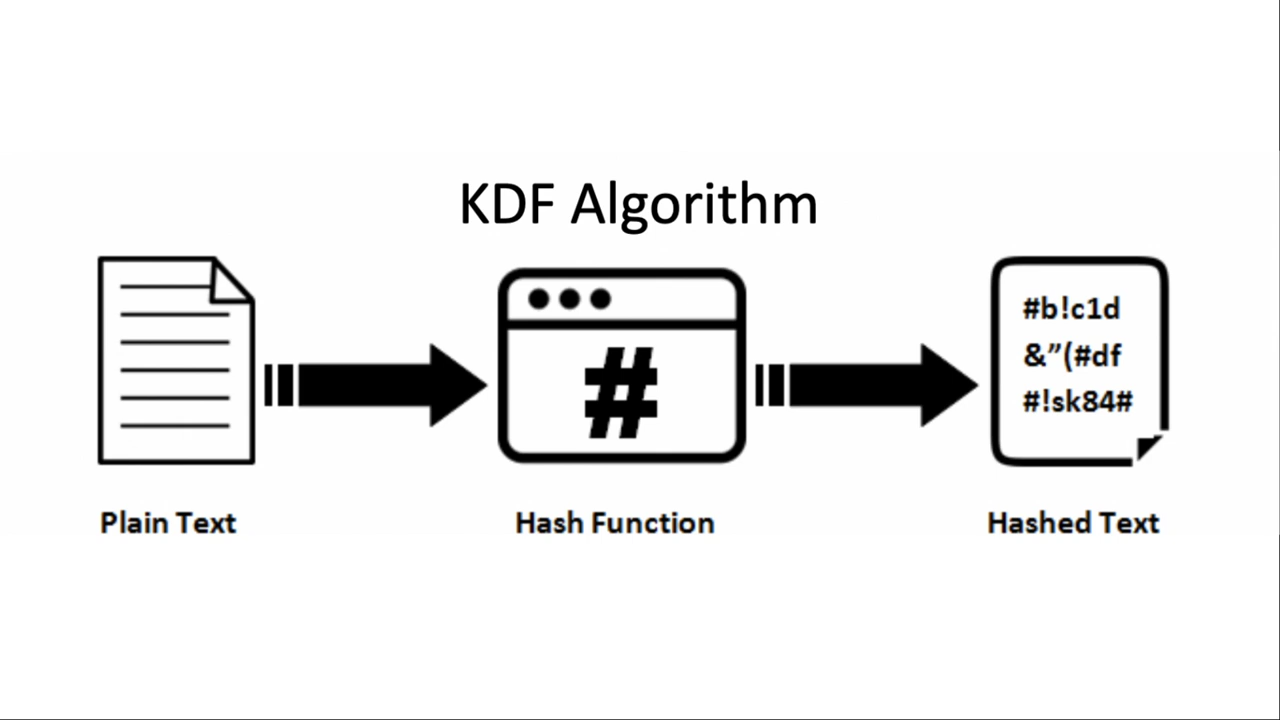 KDF Algorithm
#
#b!c1d
&”(#df
#!sk84#
Plain Text
Hash Function
Hashed Text